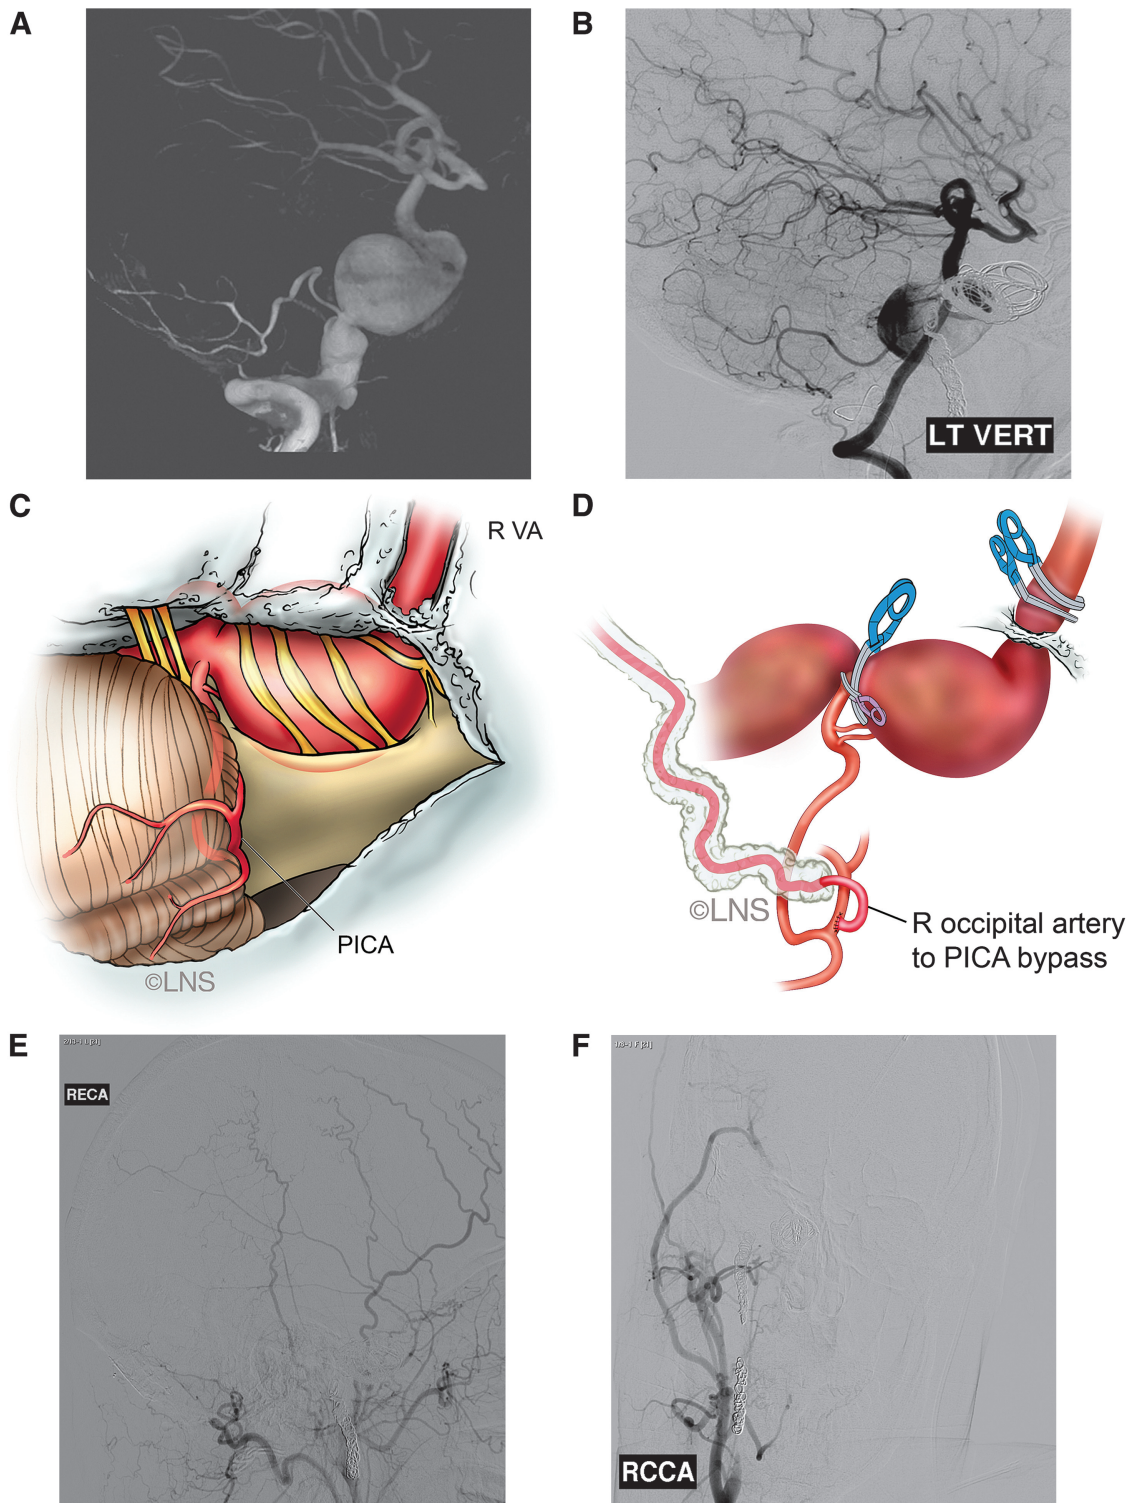 A
B
LT VERT
C
R VA
PICA
©LNS
D
©LNS
R occipital artery
to PICA bypass
E
RECA
F
RCCA